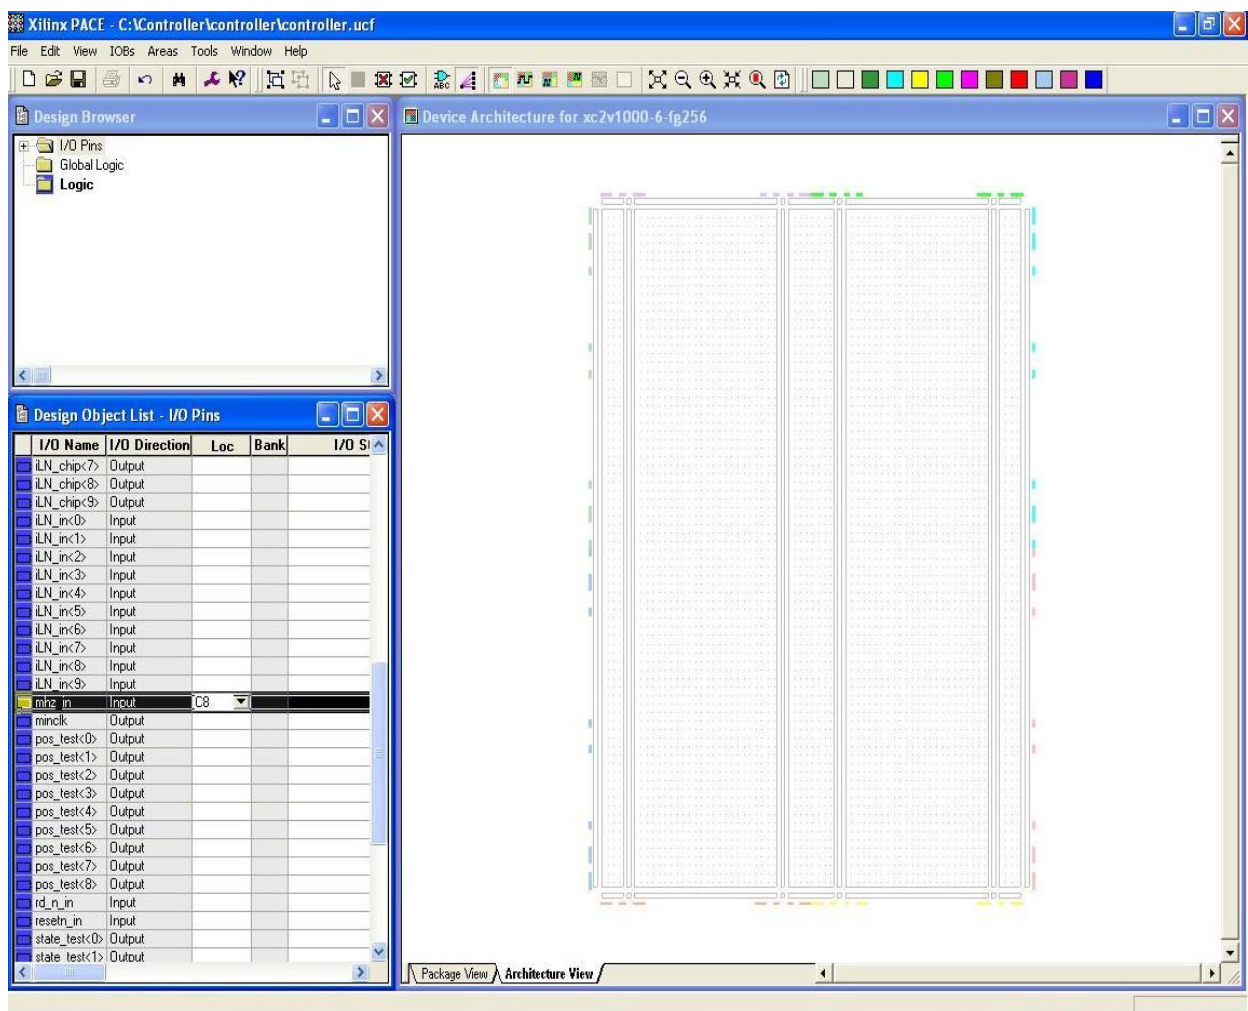 Xilinx PACE - C:\Controller\controller\controller.ucf
File Edit View IOBs Areas Tools Window Help
ABC
Design Browser
I/O Pins
Global Logic
Logic
Device Architecture for xc2v1000-6-fg256
Design Object List - I/O Pins
I/O Name I/O Direction Loc Bank I/O S
iLN_chip<7> Output
iLN_chip<8> Output
iLN_chip<9> Output
iLN_in<0> Input
iLN_in<1> Input
iLN_in<2> Input
iLN_in<3> Input
iLN_in<4> Input
iLN_in<5> Input
iLN_in<6> Input
iLN_in<7> Input
iLN_in<8> Input
iLN_in<9> Input
mhz_in Input C8
minclk Output
pos_test<0> Output
pos_test<1> Output
pos_test<2> Output
pos_test<3> Output
pos_test<4> Output
pos_test<5> Output
pos_test<6> Output
pos_test<7> Output
pos_test<8> Output
rd_n_in Input
resetn_in Input
state_test<0> Output
state_test<1> Output
Package View Architecture View